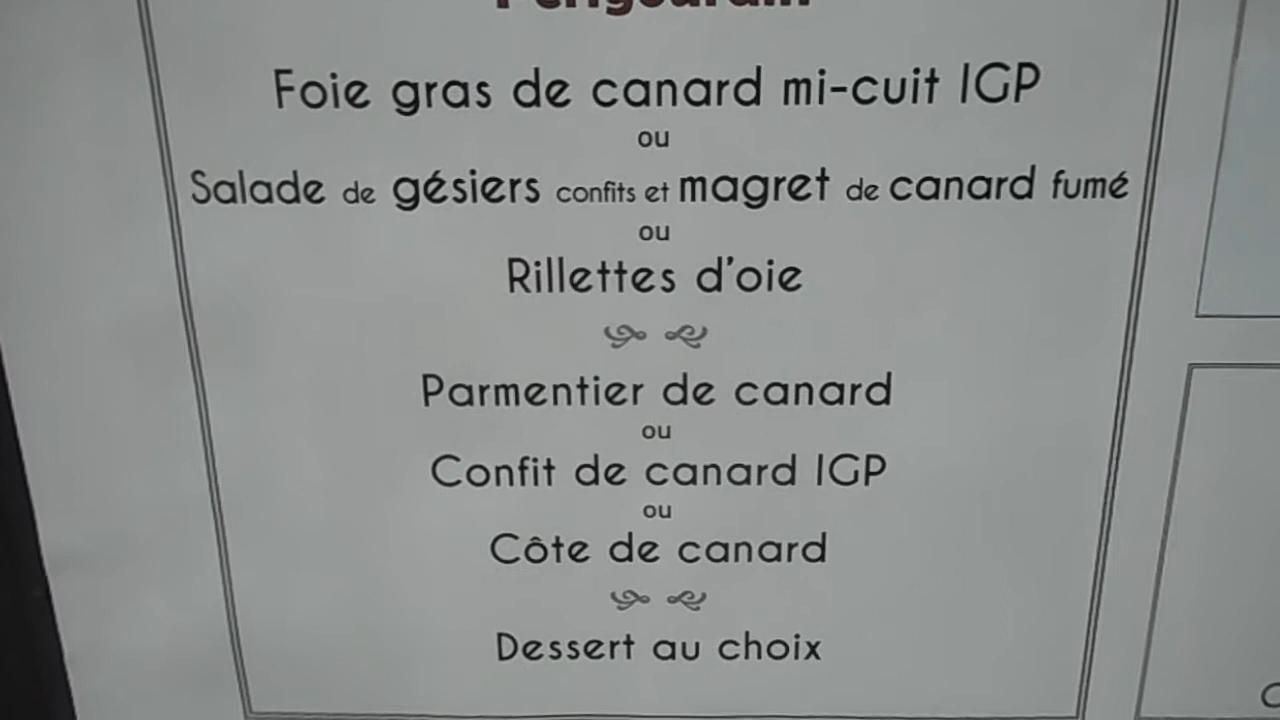 Périgourdin
Foie gras de canard mi-cuit IGP
ou
Salade de gésiers confits et magret de canard fumé
ou
Rillettes d'oie
Parmentier de canard
ou
Confit de canard IGP
ou
Côte de canard
Dessert au choix